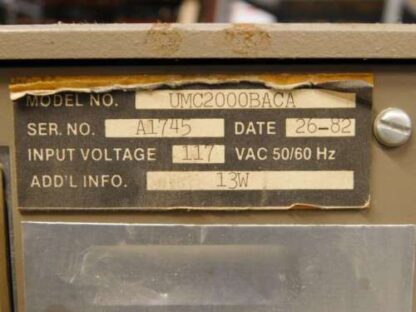 MODEL NO. UMC2000BACA
SER. NO. A1745 DATE 26-82
INPUT VOLTAGE 117 VAC 50/60 Hz
ADD'L INFO. 13W